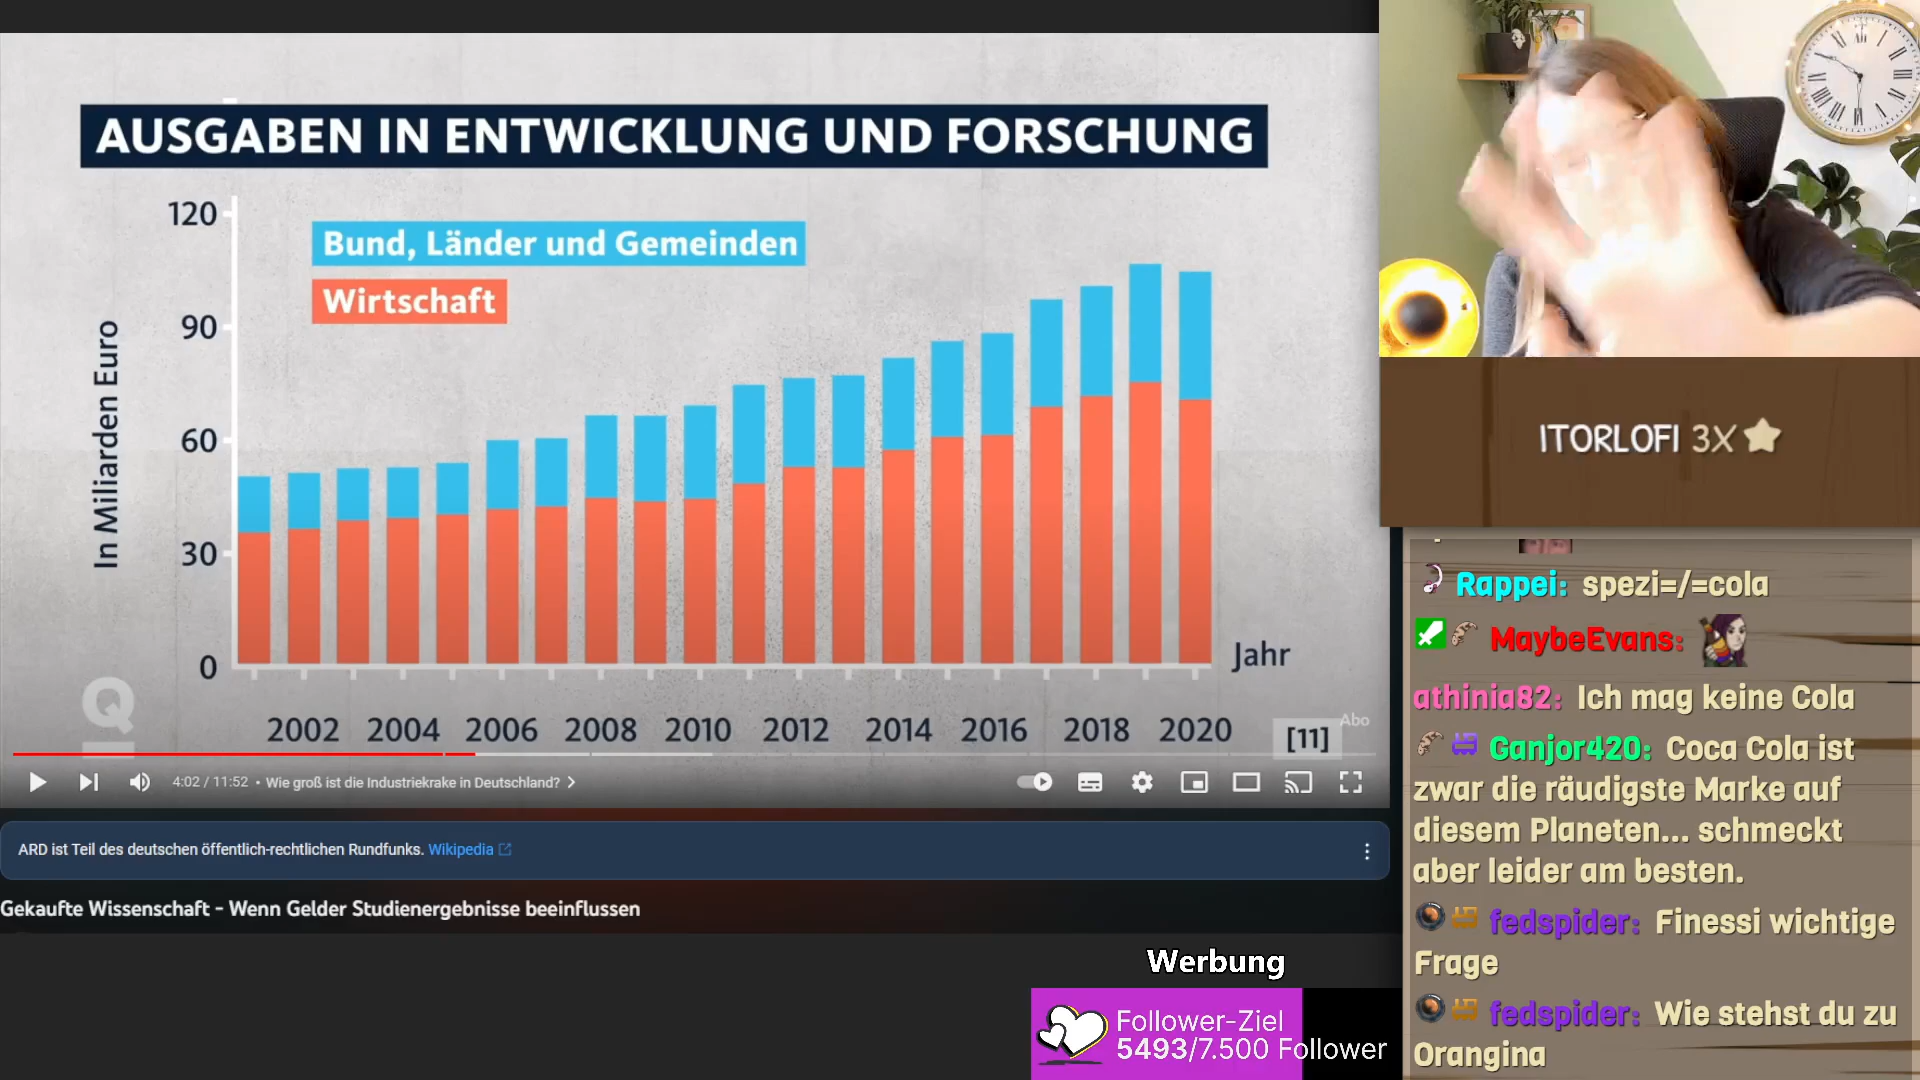 AUSGABEN IN ENTWICKLUNG UND FORSCHUNG
120
90
60
30
0
In Miliarden Euro
Bund, Länder und Gemeinden
Wirtschaft
Jahr
2002 2004 2006 2008 2010 2012 2014 2016 2018 2020
[11]
Abo
Q
4:02 / 11:52 • Wie groß ist die Industriekrake in Deutschland?
ARD ist Teil des deutschen öffentlich-rechtlichen Rundfunks. Wikipedia
Gekaufte Wissenschaft - Wenn Gelder Studienergebnisse beeinflussen
Werbung
Follower-Ziel
5493/7.500 Follower
ITORLOFI 3X
Rappei: spezi=/=cola
MaybeEvans:
athinia82: Ich mag keine Cola
Ganjor420: Coca Cola ist
zwar die räudigste Marke auf
diesem Planeten... schmeckt
aber leider am besten.
fedspider: Finessi wichtige
Frage
fedspider: Wie stehst du zu
Orangina